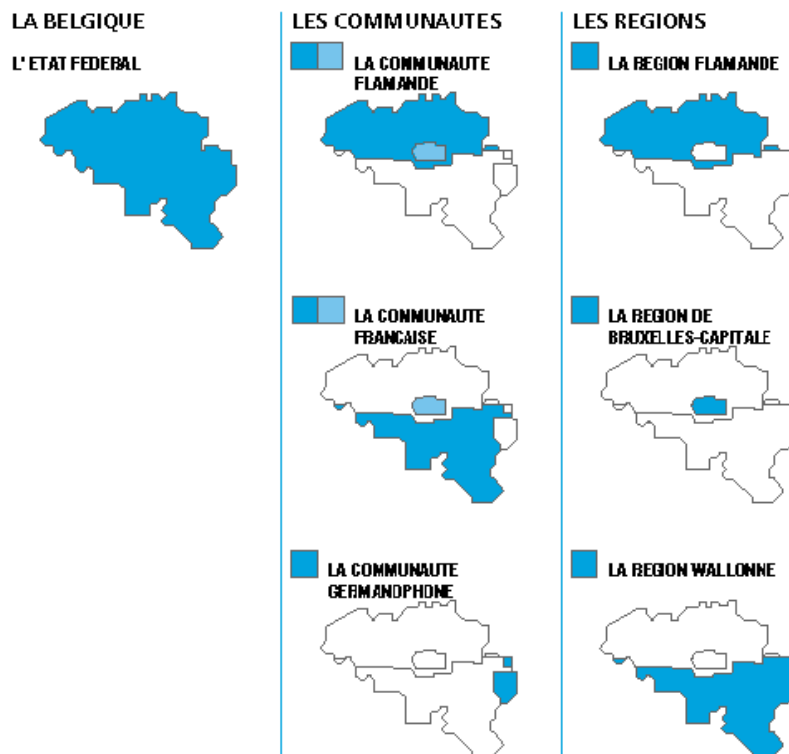 LA BELGIQUE
L'ETAT FEDERAL
LES COMMUNAUTES
LA COMMUNAUTE
FLAMANDE
LA COMMUNAUTE
FRANCAISE
LA COMMUNAUTE
GERMANOPHONE
LES REGIONS
LA REGION FLAMANDE
LA REGION DE
BRUXELLES-CAPITALE
LA REGION WALLONNE